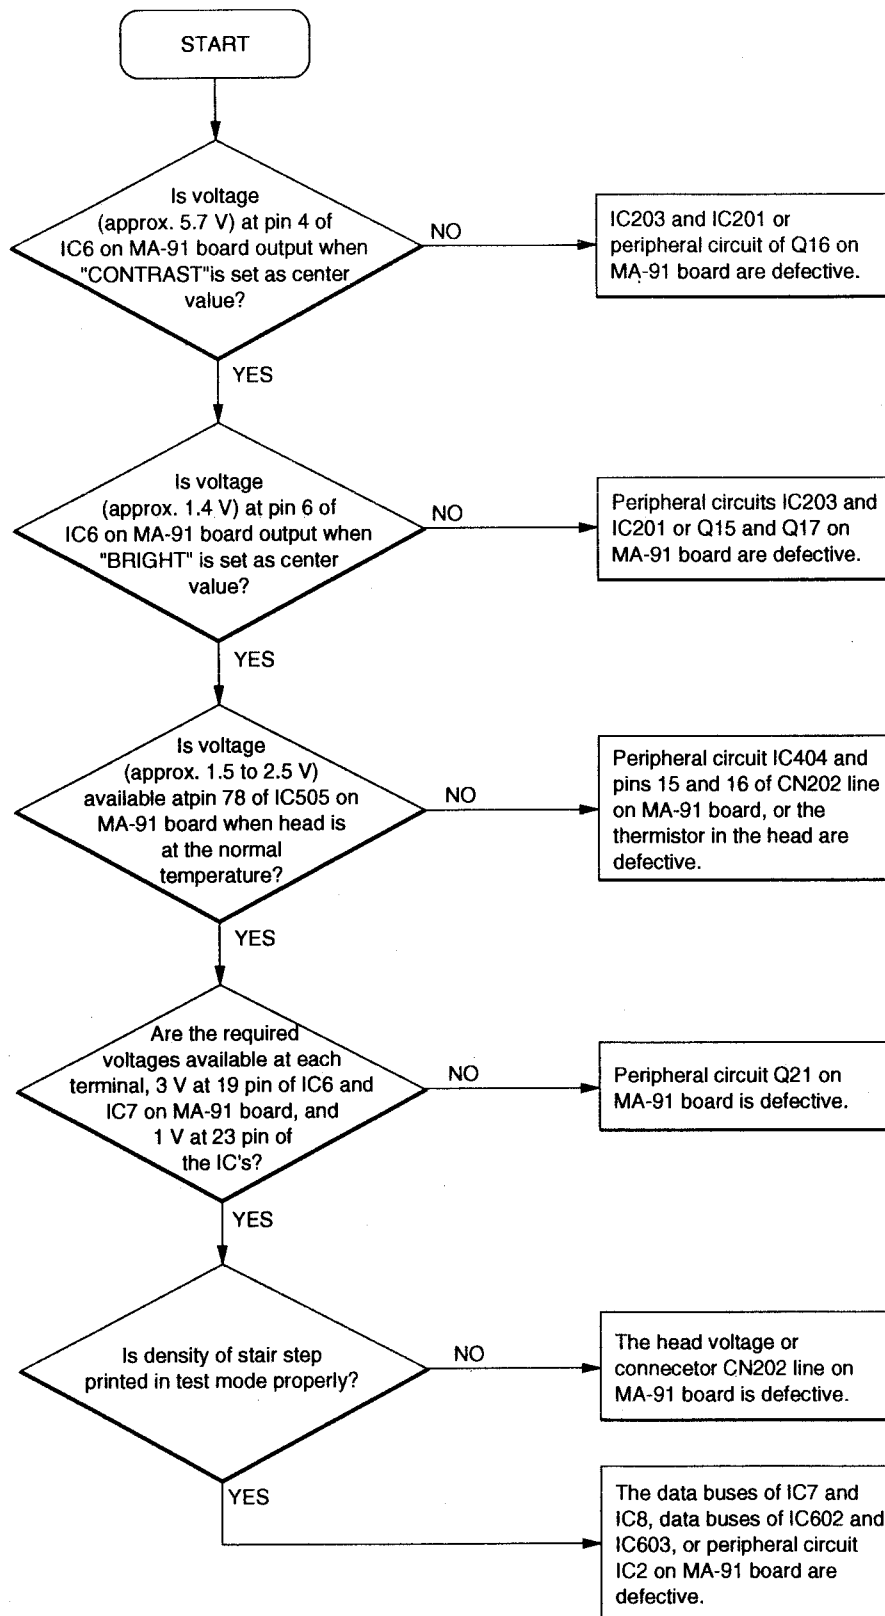 START
Is voltage
(approx. 5.7 V) at pin 4 of
IC6 on MA-91 board output when
"CONTRAST"is set as center
value?
NO
IC203 and IC201 or
peripheral circuit of Q16 on
MA-91 board are defective.
YES
Is voltage
(approx. 1.4 V) at pin 6 of
IC6 on MA-91 board output when
"BRIGHT" is set as center
value?
NO
Peripheral circuits IC203 and
IC201 or Q15 and Q17 on
MA-91 board are defective.
YES
Is voltage
(approx. 1.5 to 2.5 V)
available atpin 78 of IC505 on
MA-91 board when head is
at the normal
temperature?
NO
Peripheral circuit IC404 and
pins 15 and 16 of CN202 line
on MA-91 board, or the
thermistor in the head are
defective.
YES
Are the required
voltages available at each
terminal, 3 V at 19 pin of IC6 and
IC7 on MA-91 board, and
1 V at 23 pin of
the IC's?
NO
Peripheral circuit Q21 on
MA-91 board is defective.
YES
Is density of stair step
printed in test mode properly?
NO
The head voltage or
connecetor CN202 line on
MA-91 board is defective.
YES
The data buses of IC7 and
IC8, data buses of IC602 and
IC603, or peripheral circuit
IC2 on MA-91 board are
defective.